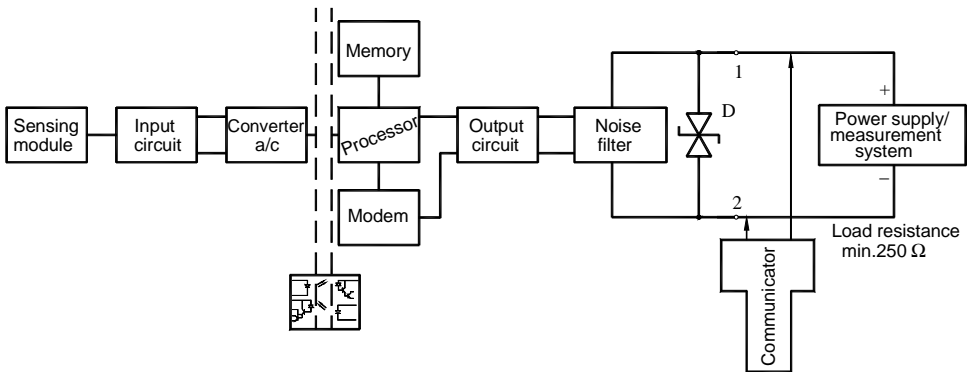 Memory
Sensing
module
Input
circuit
Converter
a/c
Processor
Output
circuit
Noise
filter
Modem
1
D
2
+
Power supply/
measurement
system
−
Load resistance
min.250 Ω
Communicator